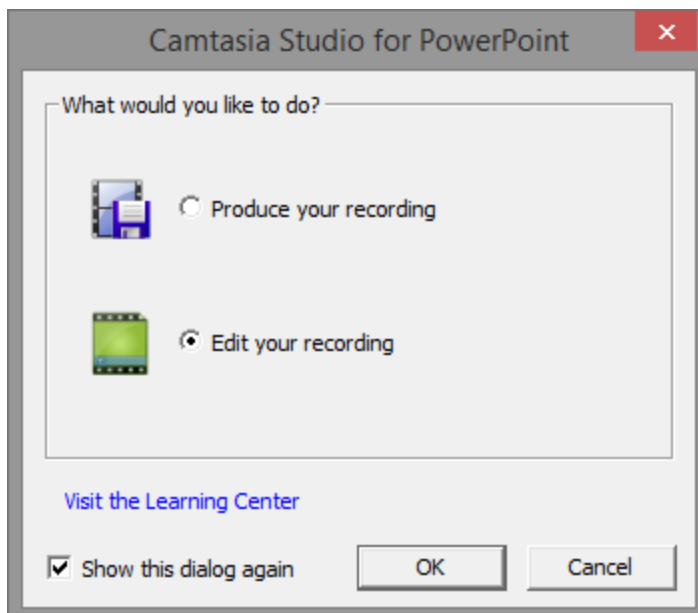 Camtasia Studio for PowerPoint
What would you like to do?
Produce your recording
Edit your recording
Visit the Learning Center
Show this dialog again
OK
Cancel